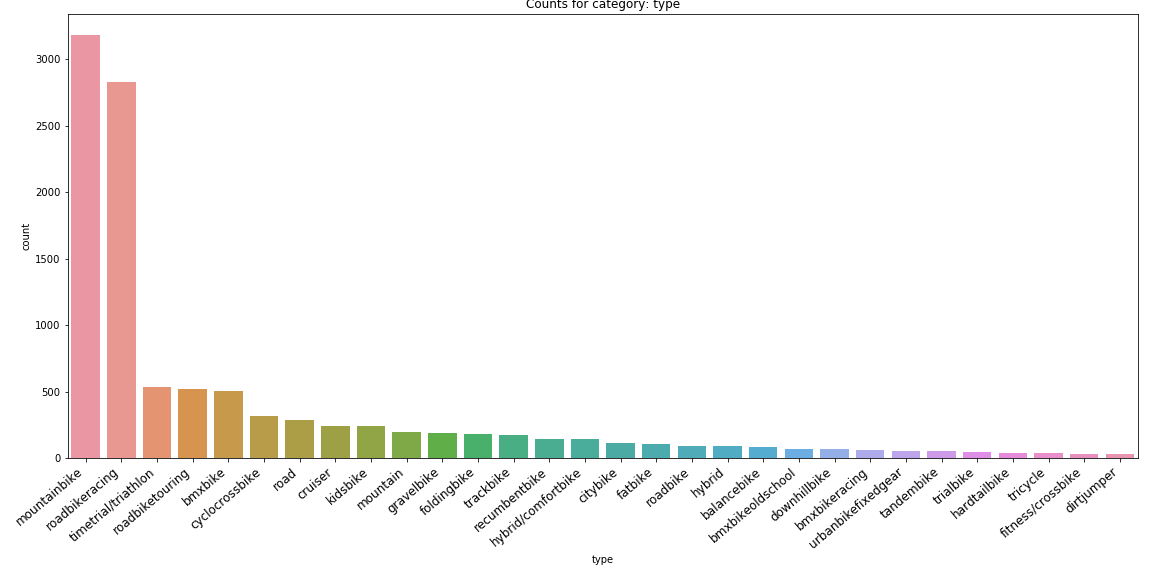 Counts for category: type
3000
2500
2000
1500
1000
500
0
count
mountainbike
roadbikeracing
timetrial/triathlon
roadbiketouring
bmxbike
cyclocrossbike
road
cruiser
kidsbike
mountain
gravelbike
foldingbike
trackbike
recumbentbike
hybrid/comfortbike
citybike
fatbike
roadbike
hybrid
balancebike
bmxbikeoldschool
downhillbike
bmxbikeracing
urbanbikefixedgear
tandembike
trialbike
hardtailbike
tricycle
fitness/crossbike
dirtjumper
type